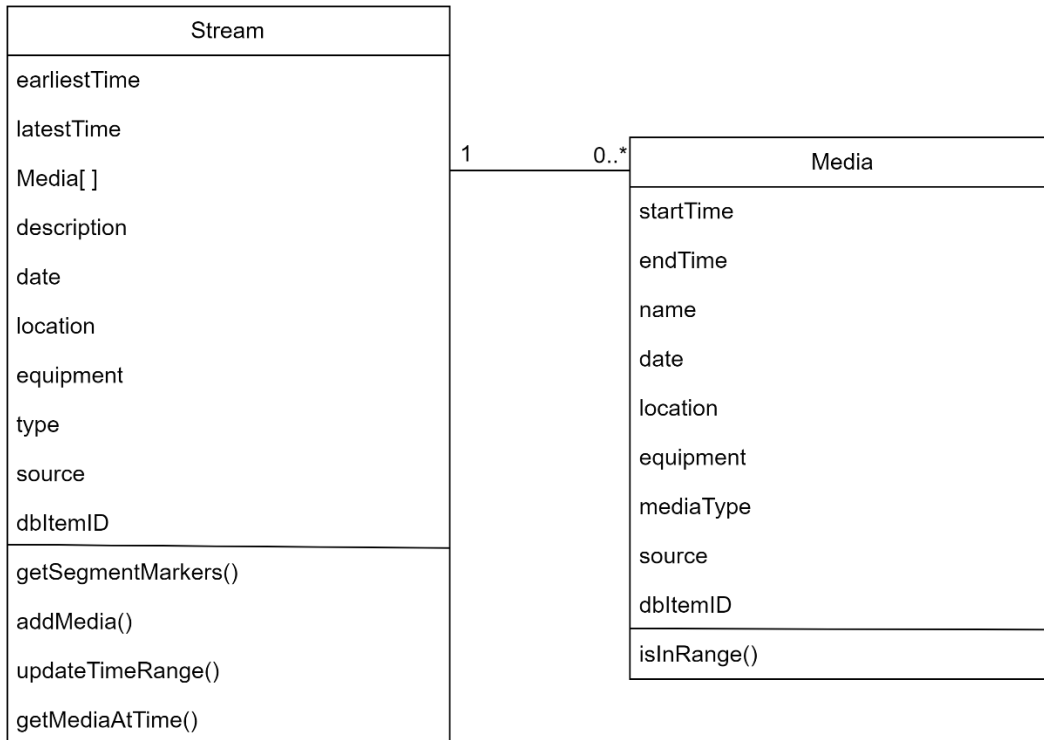 Stream
earliestTime
latestTime
Media[ ]
description
date
location
equipment
type
source
dbItemID
getSegmentMarkers()
addMedia()
updateTimeRange()
getMediaAtTime()
1
0..*
Media
startTime
endTime
name
date
location
equipment
mediaType
source
dbItemID
isInRange()